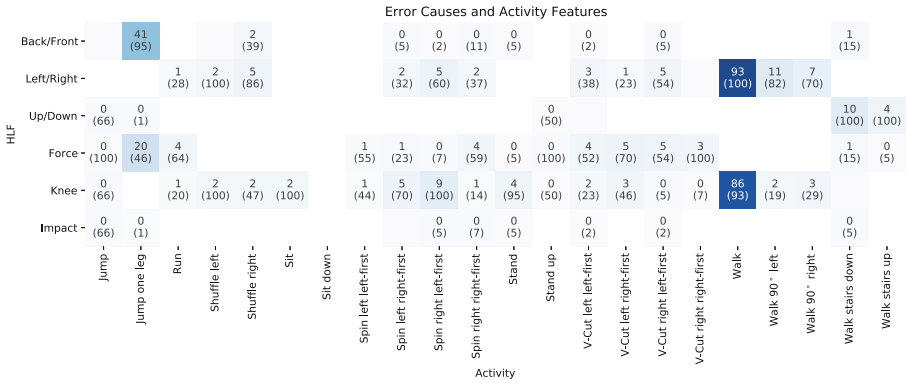 Error Causes and Activity Features
HLF
Back/Front
41 2 0 0 0 0 0 0 1
(95) (39) (5) (2) (11) (5) (2) (5) (15)
Left/Right
1 2 5 2 5 2 3 1 5 93 11 7
(28) (100) (86) (32) (60) (37) (38) (23) (54) (100) (82) (70)
Up/Down
0 0 0 10 4
(66) (1) (50) (100) (100)
Force
0 20 4 1 1 0 4 0 0 4 5 5 3 1 0
(100) (46) (64) (55) (23) (7) (59) (5) (100) (52) (70) (54) (100) (15) (5)
Knee
0 1 2 2 2 1 5 9 1 4 0 2 3 0 0 86 2 3
(66) (20) (100) (47) (100) (44) (70) (100) (14) (95) (50) (23) (46) (5) (7) (93) (19) (29)
Impact
0 0 0 0 0 0 0 0
(66) (1) (5) (7) (5) (2) (2) (5)
Jump
Jump one leg
Run
Shuffle left
Shuffle right
Sit
Sit down
Spin left left-first
Spin left right-first
Spin right left-first
Spin right right-first
Stand
Stand up
V-Cut left left-first
V-Cut left right-first
V-Cut right left-first
V-Cut right right-first
Walk
Walk 90° left
Walk 90° right
Walk stairs down
Walk stairs up
Activity